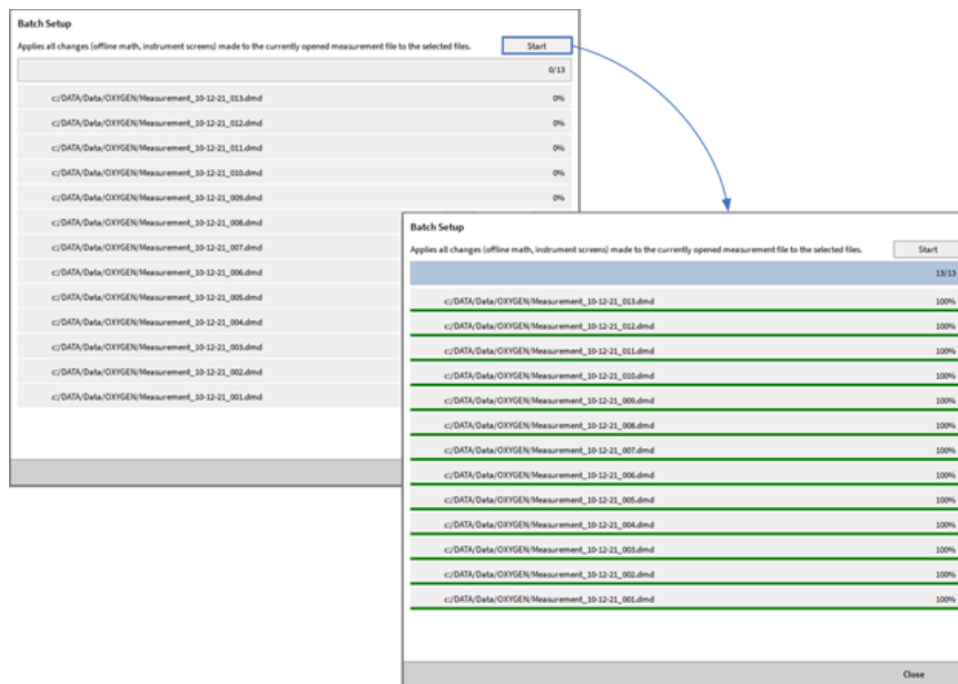 Batch Setup
Applies all changes (offline math, instrument screens) made to the currently opened measurement file to the selected files. Start
0/13
c:/DATA/Data/OXYGEN/Measurement_10-12-21_013.dmd 0%
c:/DATA/Data/OXYGEN/Measurement_10-12-21_012.dmd 0%
c:/DATA/Data/OXYGEN/Measurement_10-12-21_011.dmd 0%
c:/DATA/Data/OXYGEN/Measurement_10-12-21_010.dmd 0%
c:/DATA/Data/OXYGEN/Measurement_10-12-21_009.dmd 0%
c:/DATA/Data/OXYGEN/Measurement_10-12-21_008.dmd
c:/DATA/Data/OXYGEN/Measurement_10-12-21_007.dmd
c:/DATA/Data/OXYGEN/Measurement_10-12-21_006.dmd
c:/DATA/Data/OXYGEN/Measurement_10-12-21_005.dmd
c:/DATA/Data/OXYGEN/Measurement_10-12-21_004.dmd
c:/DATA/Data/OXYGEN/Measurement_10-12-21_003.dmd
c:/DATA/Data/OXYGEN/Measurement_10-12-21_002.dmd
c:/DATA/Data/OXYGEN/Measurement_10-12-21_001.dmd
Batch Setup
Applies all changes (offline math, instrument screens) made to the currently opened measurement file to the selected files. Start
13/13
c:/DATA/Data/OXYGEN/Measurement_10-12-21_013.dmd 100%
c:/DATA/Data/OXYGEN/Measurement_10-12-21_012.dmd 100%
c:/DATA/Data/OXYGEN/Measurement_10-12-21_011.dmd 100%
c:/DATA/Data/OXYGEN/Measurement_10-12-21_010.dmd 100%
c:/DATA/Data/OXYGEN/Measurement_10-12-21_009.dmd 100%
c:/DATA/Data/OXYGEN/Measurement_10-12-21_008.dmd 100%
c:/DATA/Data/OXYGEN/Measurement_10-12-21_007.dmd 100%
c:/DATA/Data/OXYGEN/Measurement_10-12-21_006.dmd 100%
c:/DATA/Data/OXYGEN/Measurement_10-12-21_005.dmd 100%
c:/DATA/Data/OXYGEN/Measurement_10-12-21_004.dmd 100%
c:/DATA/Data/OXYGEN/Measurement_10-12-21_003.dmd 100%
c:/DATA/Data/OXYGEN/Measurement_10-12-21_002.dmd 100%
c:/DATA/Data/OXYGEN/Measurement_10-12-21_001.dmd 100%
Close